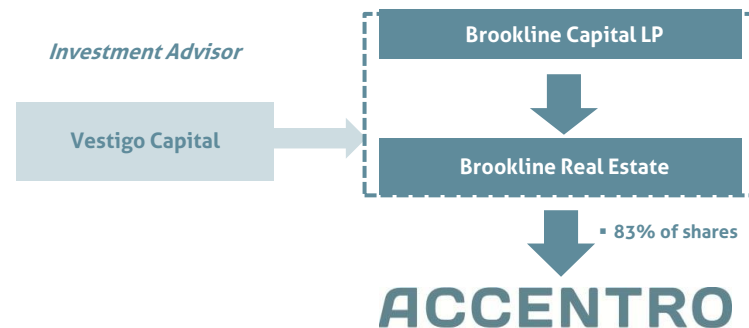 Investment Advisor
Brookline Capital LP
Vestigo Capital
Brookline Real Estate
▪ 83% of shares
ACCENTRO